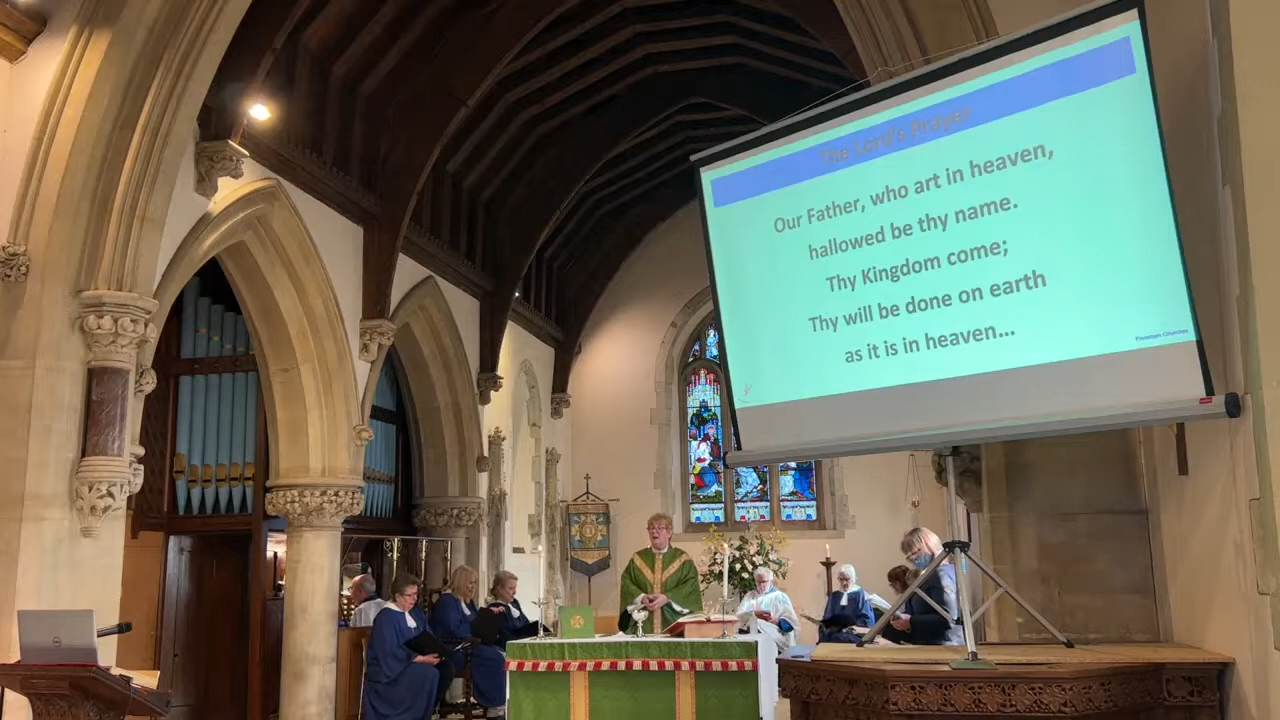 The Lord's Prayer
Our Father, who art in heaven,
hallowed be thy name.
Thy Kingdom come;
Thy will be done on earth
as it is in heaven...